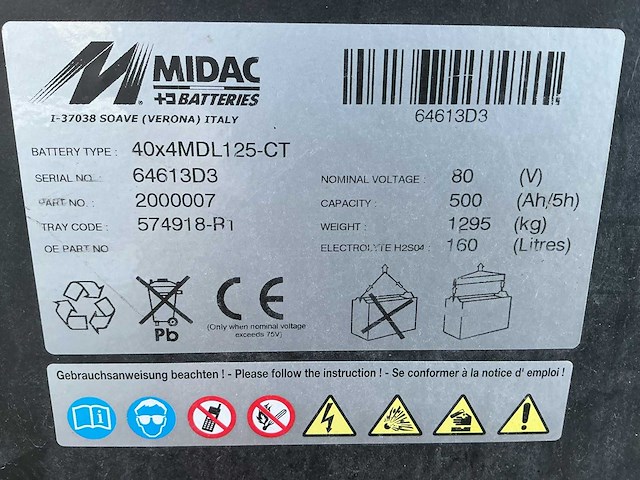 MIDAC
BATTERIES
I-37038 SOAVE (VERONA) ITALY
64613D3
BATTERY TYPE : 40x4MDL125-CT
SERIAL NO. : 64613D3
PART NO. : 2000007
TRAY CODE : 574918-R1
OE PART NO
NOMINAL VOLTAGE : 80 (V)
CAPACITY : 500 (Ah/5h)
WEIGHT : 1295 (kg)
ELECTROLYTE H2S04 : 160 (Litres)
Pb
CE
(Only when nominal voltage
exceeds 75V)
Gebrauchsanweisung beachten ! - Please follow the instruction ! - Se conformer à la notice d' emploi !